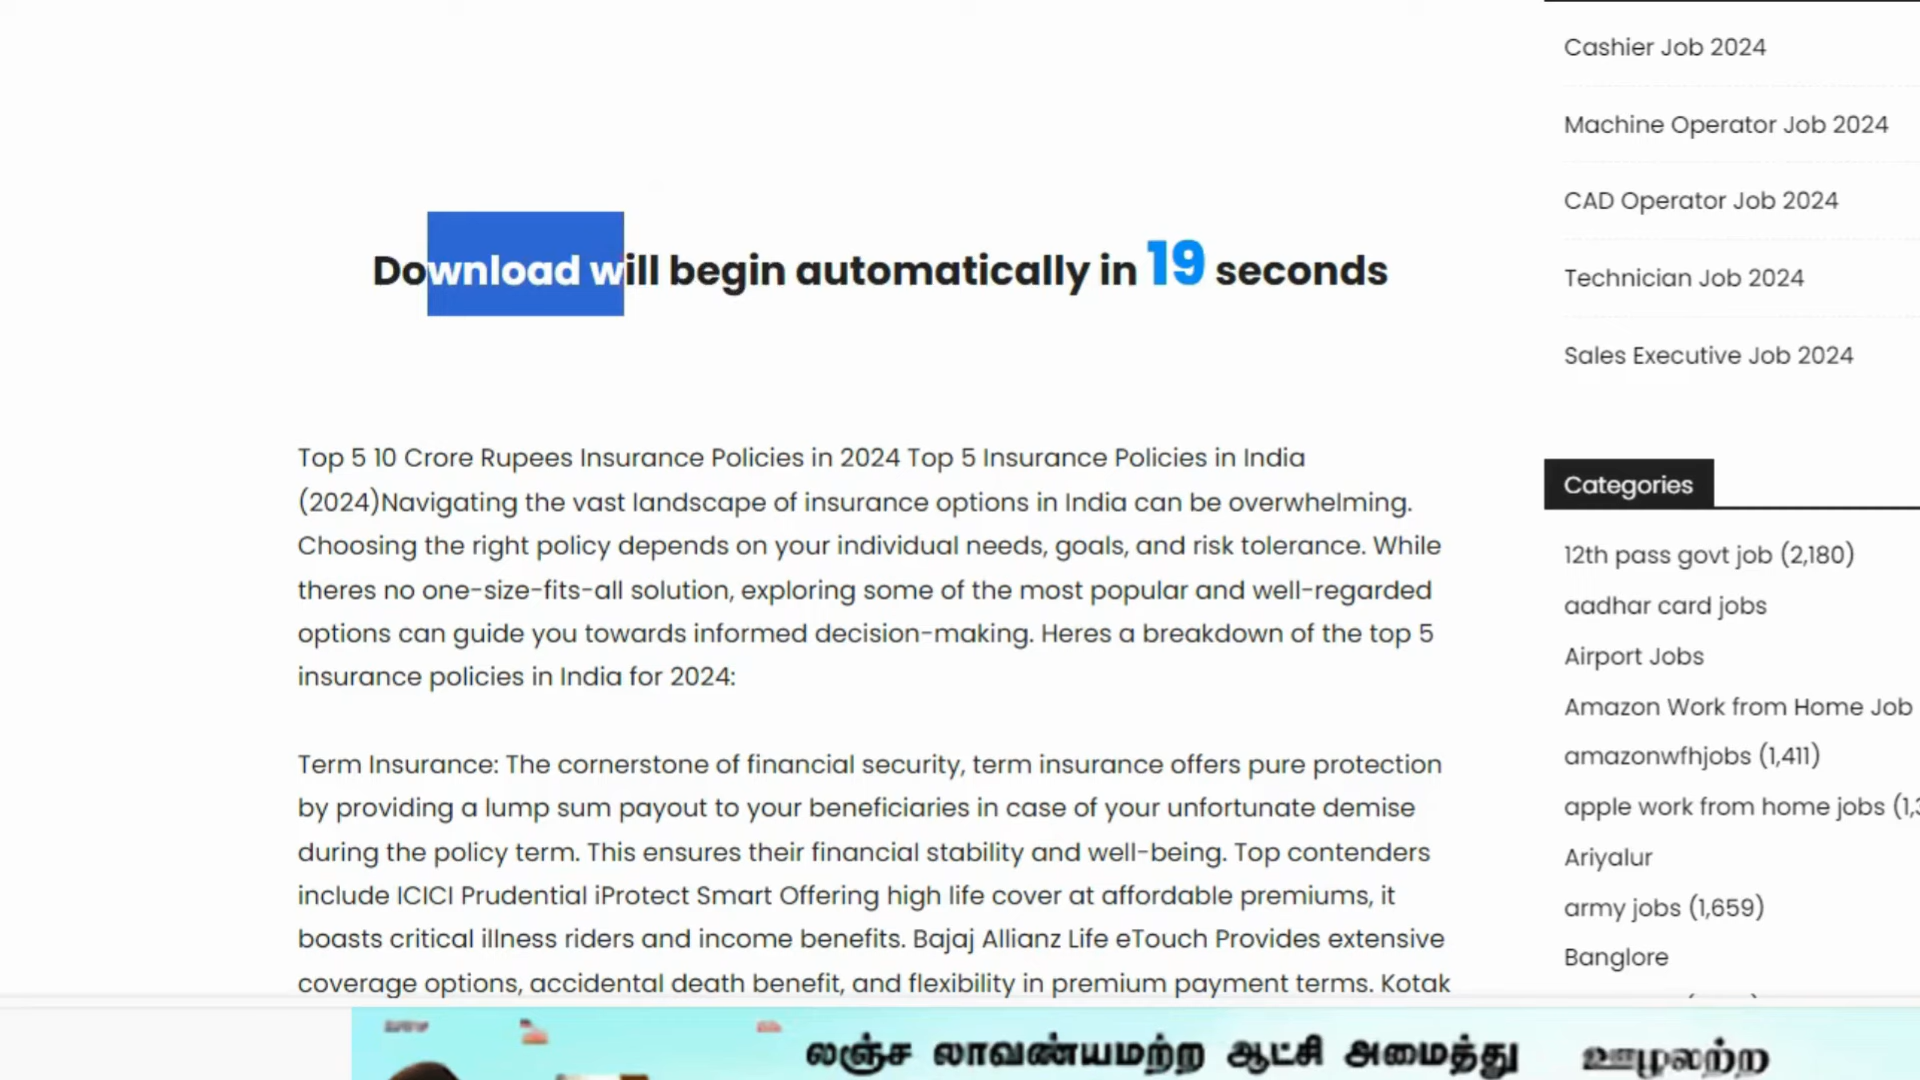 Cashier Job 2024
Machine Operator Job 2024
CAD Operator Job 2024
Technician Job 2024
Sales Executive Job 2024
Download will begin automatically in 19 seconds
Top 5 10 Crore Rupees Insurance Policies in 2024 Top 5 Insurance Policies in India
(2024)Navigating the vast landscape of insurance options in India can be overwhelming.
Choosing the right policy depends on your individual needs, goals, and risk tolerance. While
theres no one-size-fits-all solution, exploring some of the most popular and well-regarded
options can guide you towards informed decision-making. Heres a breakdown of the top 5
insurance policies in India for 2024:
Term Insurance: The cornerstone of financial security, term insurance offers pure protection
by providing a lump sum payout to your beneficiaries in case of your unfortunate demise
during the policy term. This ensures their financial stability and well-being. Top contenders
include ICICI Prudential iProtect Smart Offering high life cover at affordable premiums, it
boasts critical illness riders and income benefits. Bajaj Allianz Life eTouch Provides extensive
coverage options, accidental death benefit, and flexibility in premium payment terms. Kotak
Categories
12th pass govt job (2,180)
aadhar card jobs
Airport Jobs
Amazon Work from Home Job
amazonwfhjobs (1,411)
apple work from home jobs (1,3
Ariyalur
army jobs (1,659)
Banglore
லஞ்ச லாவண்யமற்ற ஆட்சி அமைத்து ஊழலற்ற